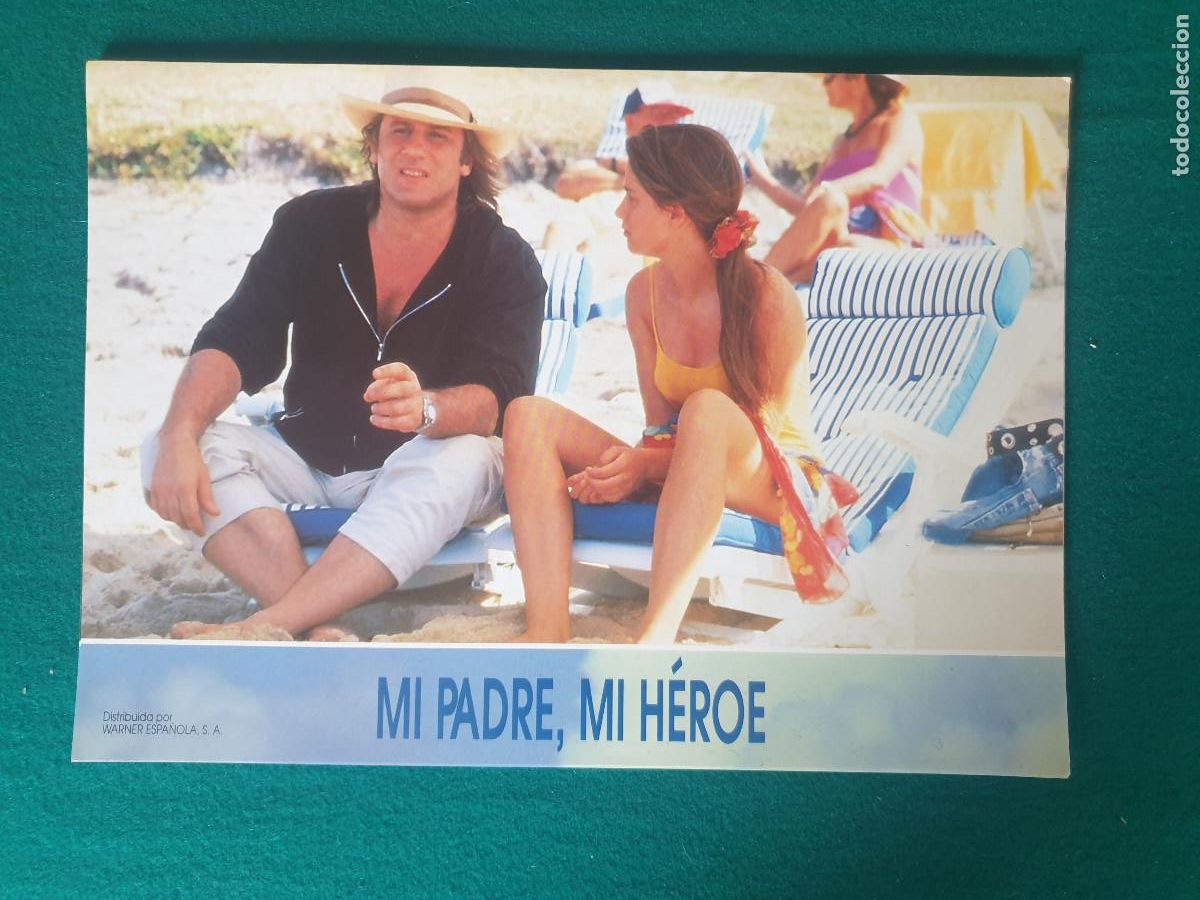 todocoleccion
MI PADRE, MI HÉROE
Distribuida por
WARNER ESPAÑOLA, S. A.